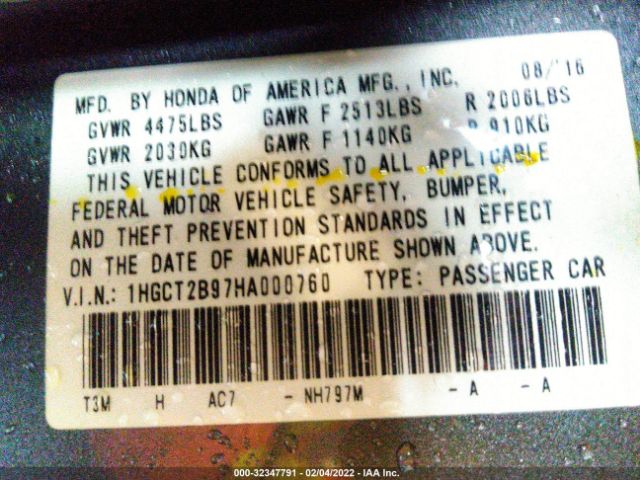 MFD. BY HONDA OF AMERICA MFG., INC. 08/'16
GVWR 4475LBS GAWR F 2513LBS R 2006LBS
GVWR 2030KG GAWR F 1140KG R 910KG
THIS VEHICLE CONFORMS TO ALL APPLICABLE
FEDERAL MOTOR VEHICLE SAFETY, BUMPER,
AND THEFT PREVENTION STANDARDS IN EFFECT
ON THE DATE OF MANUFACTURE SHOWN ABOVE.
V.I.N.: 1HGCT2B97HA000760 TYPE: PASSENGER CAR
T3M H AC7 - NH797M - A - A
000-32347791 - 02/04/2022 - IAA Inc.